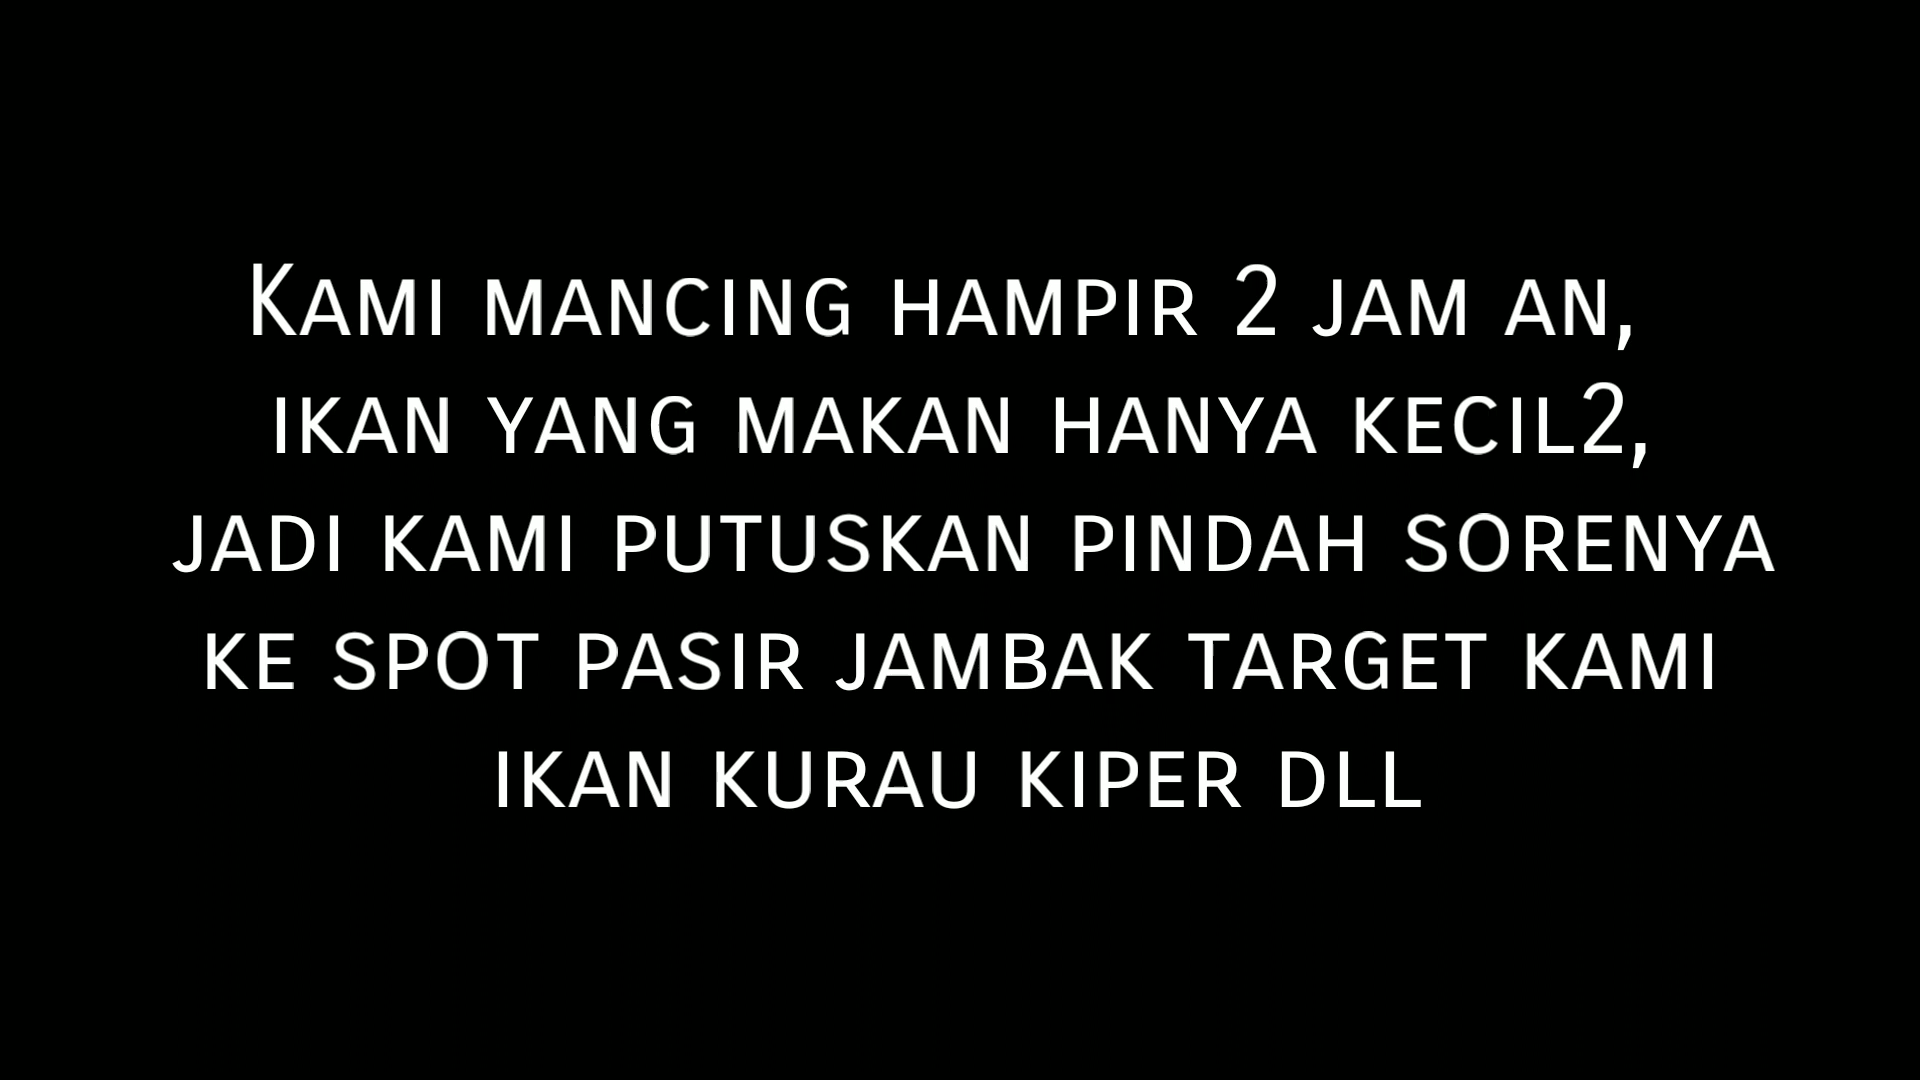 Kami mancing hampir 2 jam an,
ikan yang makan hanya kecil2,
jadi kami putuskan pindah sorenya
ke spot pasir jambak target kami
ikan kurau kiper dll